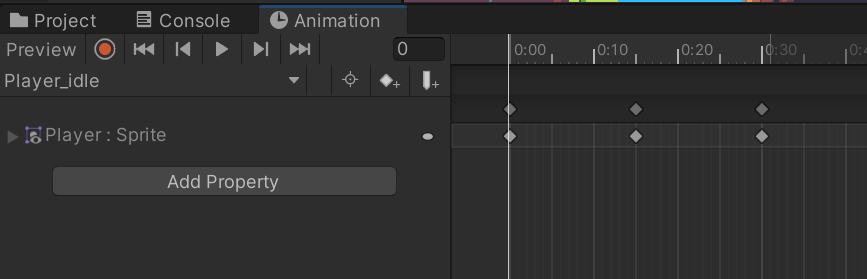 Project Console Animation
Preview 0 0:00 0:10 0:20 0:30
Player_idle
Player : Sprite
Add Property